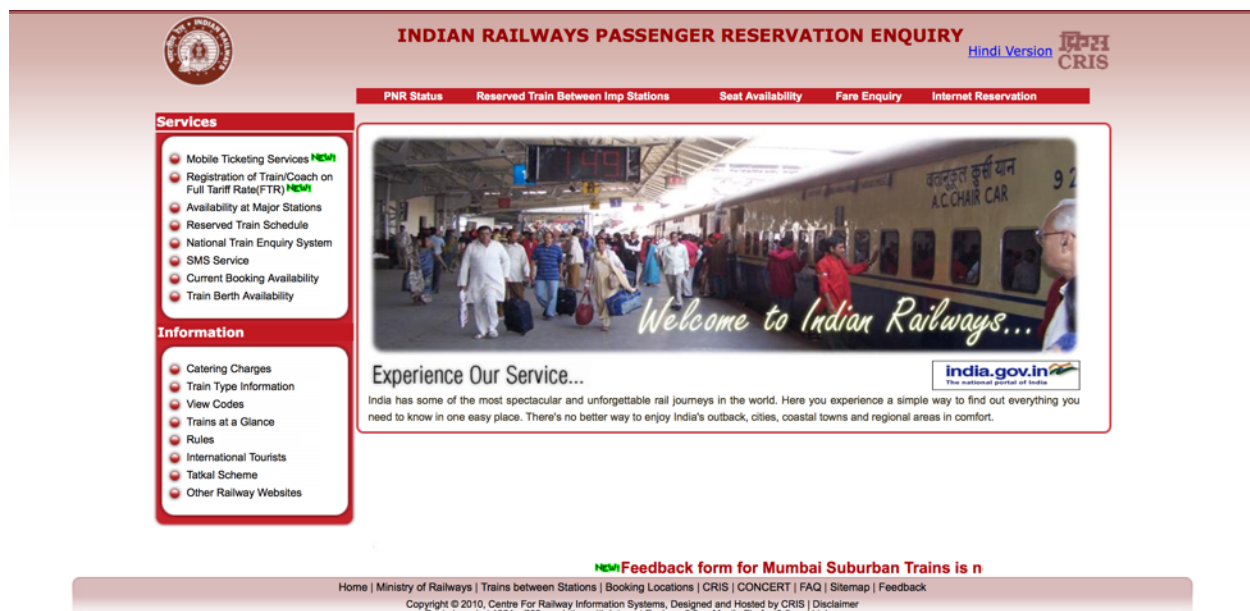 INDIAN RAILWAYS PASSENGER RESERVATION ENQUIRY
Hindi Version
क्रिस
CRIS
PNR Status Reserved Train Between Imp Stations Seat Availability Fare Enquiry Internet Reservation
Services
Mobile Ticketing Services NEW!
Registration of Train/Coach on
Full Tariff Rate(FTR) NEW!
Availability at Major Stations
Reserved Train Schedule
National Train Enquiry System
SMS Service
Current Booking Availability
Train Berth Availability
Information
Catering Charges
Train Type Information
View Codes
Trains at a Glance
Rules
International Tourists
Tatkal Scheme
Other Railway Websites
1:49
वातानुकूल कुर्सी यान
A.C. CHAIR CAR
92
Welcome to Indian Railways...
Experience Our Service...
india.gov.in
The national portal of India
India has some of the most spectacular and unforgettable rail journeys in the world. Here you experience a simple way to find out everything you
need to know in one easy place. There's no better way to enjoy India's outback, cities, coastal towns and regional areas in comfort.
NEW! Feedback form for Mumbai Suburban Trains is n
Home | Ministry of Railways | Trains between Stations | Booking Locations | CRIS | CONCERT | FAQ | Sitemap | Feedback
Copyright © 2010, Centre For Railway Information Systems, Designed and Hosted by CRIS | Disclaimer